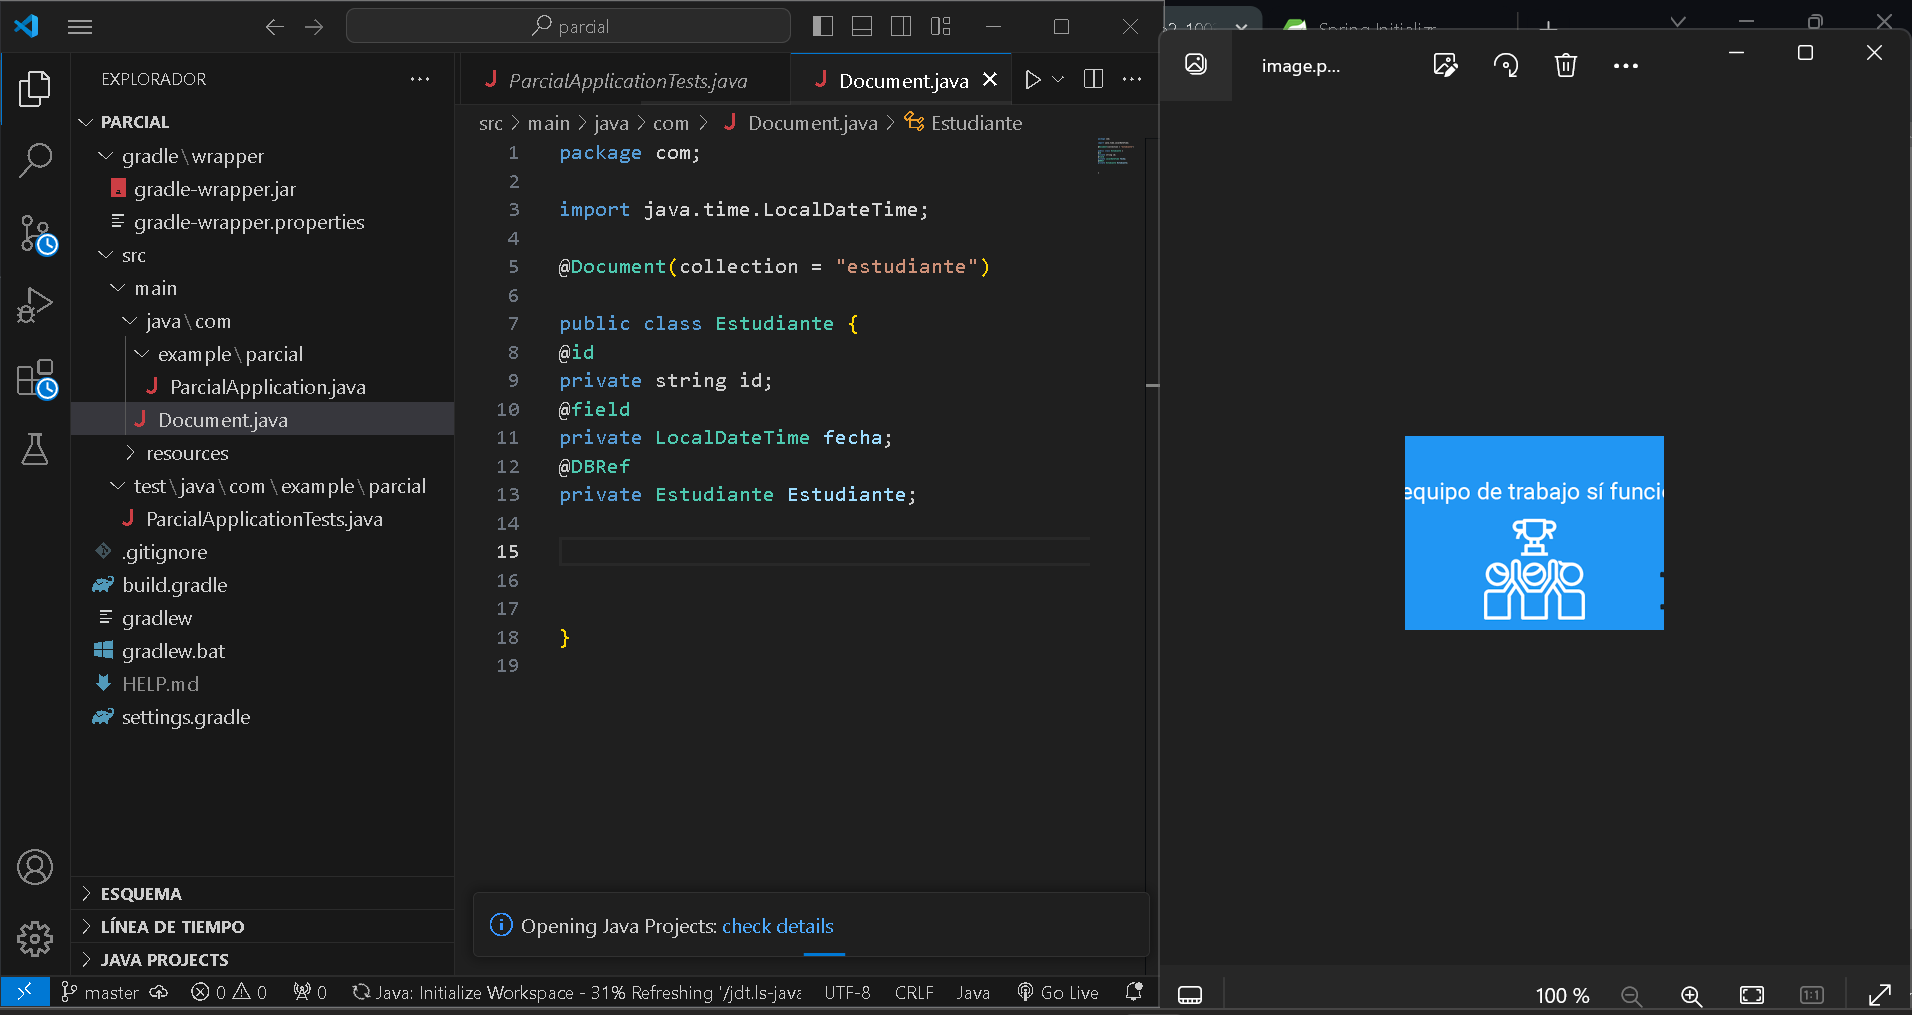 parcial
Spring Initializ
image.p...
EXPLORADOR
PARCIAL
gradle\wrapper
gradle-wrapper.jar
gradle-wrapper.properties
src
main
java\com
example\parcial
ParcialApplication.java
Document.java
resources
test\java\com\example\parcial
ParcialApplicationTests.java
.gitignore
build.gradle
gradlew
gradlew.bat
HELP.md
settings.gradle
ESQUEMA
LÍNEA DE TIEMPO
JAVA PROJECTS
ParcialApplicationTests.java
Document.java
src > main > java > com > Document.java > Estudiante
1 package com;
2
3 import java.time.LocalDateTime;
4
5 @Document(collection = "estudiante")
6
7 public class Estudiante {
8 @id
9 private string id;
10 @field
11 private LocalDateTime fecha;
12 @DBRef
13 private Estudiante Estudiante;
14
15
16
17
18 }
19
Opening Java Projects: check details
master 0 0 0 Java: Initialize Workspace - 31% Refreshing '/jdt.ls-java UTF-8 CRLF Java Go Live
equipo de trabajo sí funci
100 % 1:1